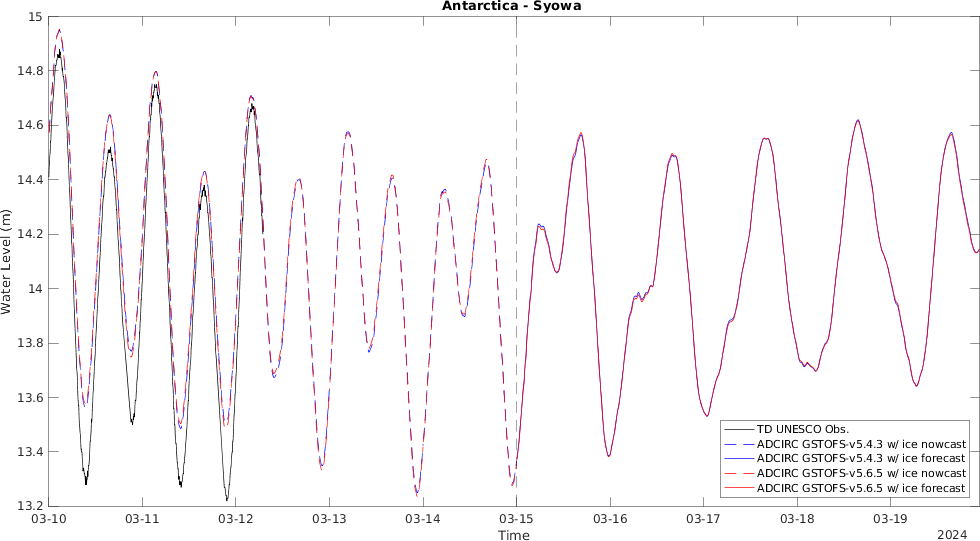 Antarctica - Syowa
Water Level (m)
15
14.8
14.6
14.4
14.2
14
13.8
13.6
13.4
13.2
03-10 03-11 03-12 03-13 03-14 03-15 03-16 03-17 03-18 03-19
Time
2024
TD UNESCO Obs.
ADCIRC GSTOFS-v5.4.3 w/ ice nowcast
ADCIRC GSTOFS-v5.4.3 w/ ice forecast
ADCIRC GSTOFS-v5.6.5 w/ ice nowcast
ADCIRC GSTOFS-v5.6.5 w/ ice forecast